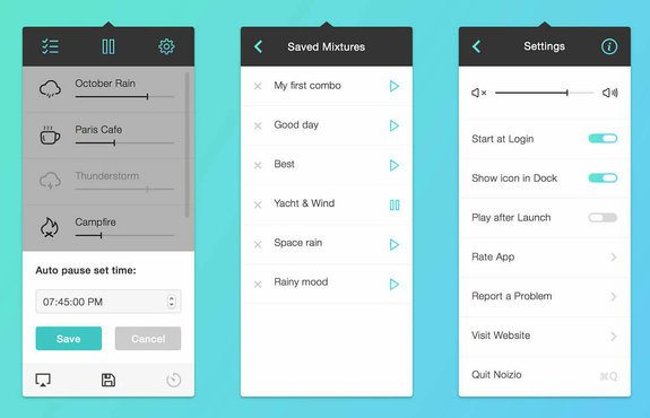 October Rain
Paris Cafe
Thunderstorm
Campfire
Auto pause set time:
07:45:00 PM
Save Cancel
Saved Mixtures
My first combo
Good day
Best
Yacht & Wind
Space rain
Rainy mood
Settings
Start at Login
Show icon in Dock
Play after Launch
Rate App
Report a Problem
Visit Website
Quit Noizio ⌘Q